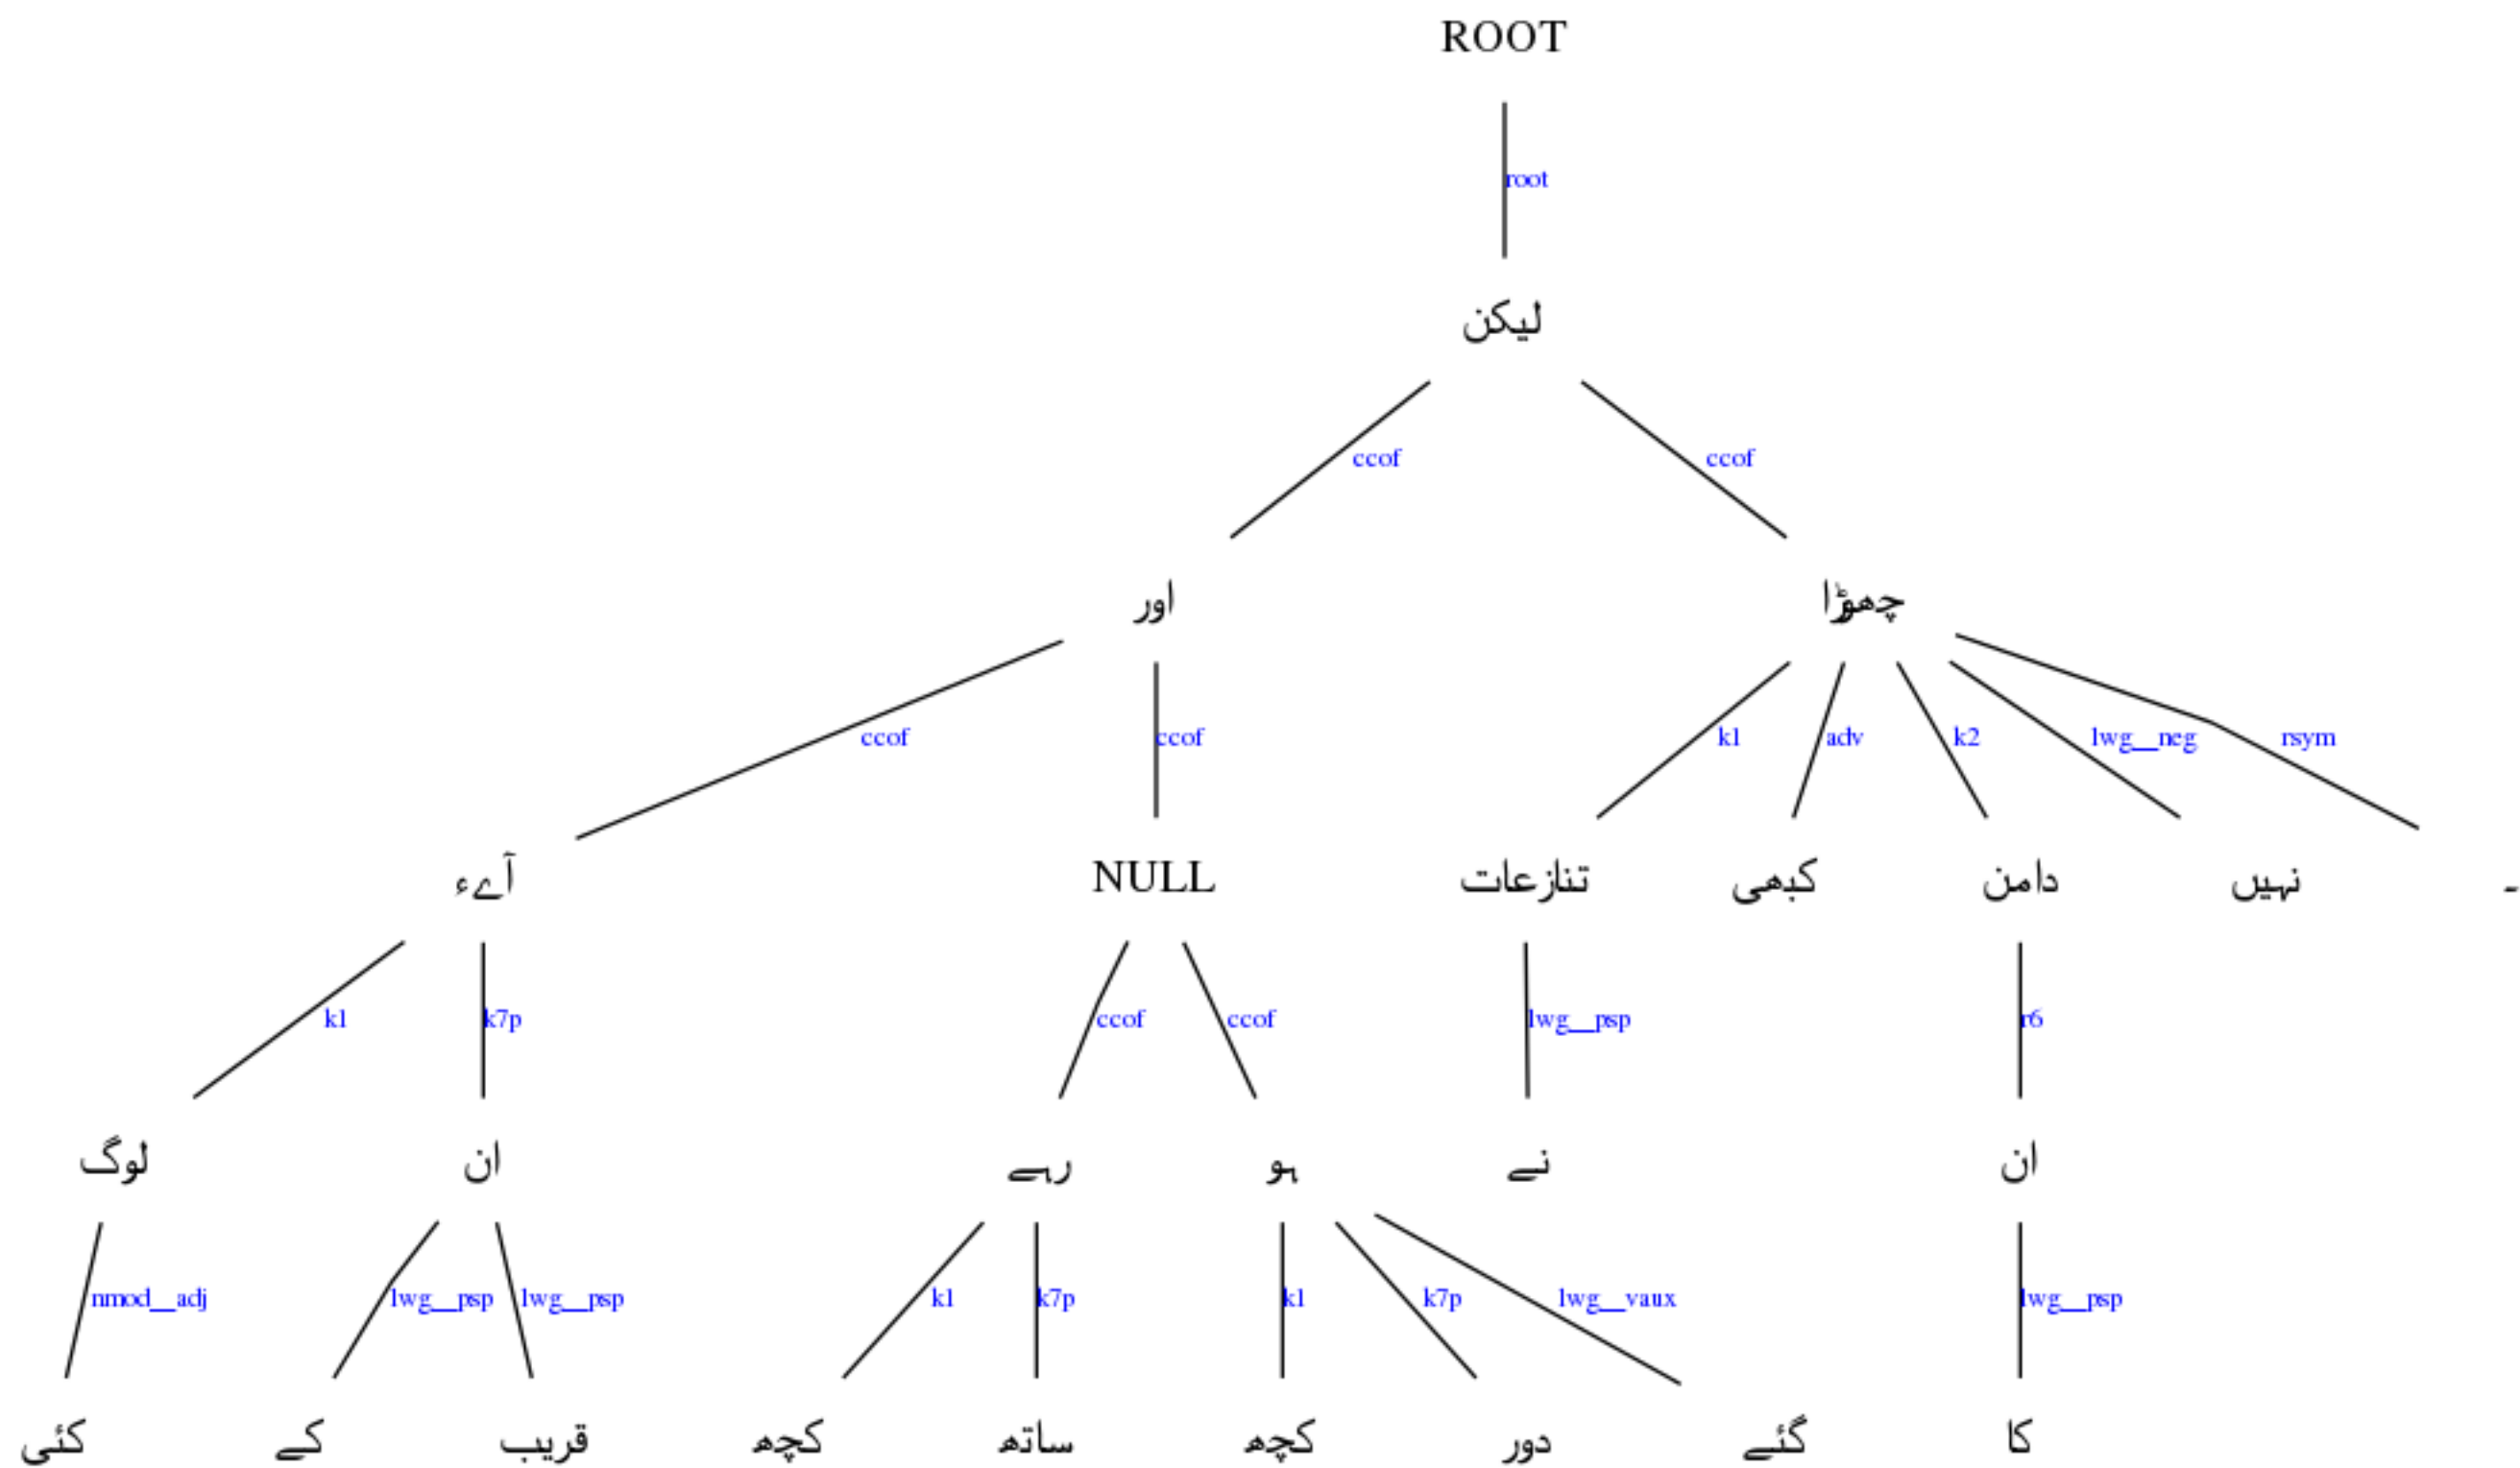 ROOT
root
لیکن
ccof ccof
اور چھوڑا
ccof ccof k1 adv k2 lwg__neg rsym
آےء NULL تنازعات کبھی دامن نہیں ۔
k1 k7p ccof ccof lwg__psp r6
لوگ ان رہے ہو نے ان
nmod__adj lwg__psp lwg__psp k1 k7p k1 k7p lwg__vaux lwg__psp
کئی کے قریب کچھ ساتھ کچھ دور گئے کا